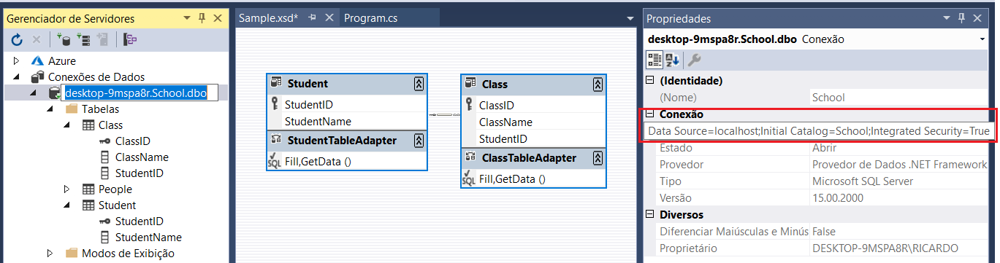 Gerenciador de Servidores
Azure
Conexões de Dados
desktop-9mspa8r.School.dbo
Tabelas
Class
ClassID
ClassName
StudentID
People
Student
StudentID
StudentName
Modos de Exibição
Sample.xsd*
Program.cs
Student
StudentID
StudentName
StudentTableAdapter
SQL
Fill,GetData ()
Class
ClassID
ClassName
StudentID
ClassTableAdapter
SQL
Fill,GetData ()
Propriedades
desktop-9mspa8r.School.dbo Conexão
(Identidade)
(Nome) School
Conexão
Data Source=localhost;Initial Catalog=School;Integrated Security=True
Estado Abrir
Provedor Provedor de Dados .NET Framework
Tipo Microsoft SQL Server
Versão 15.00.2000
Diversos
Diferenciar Maiúsculas e Minús False
Proprietário DESKTOP-9MSPA8R\RICARDO